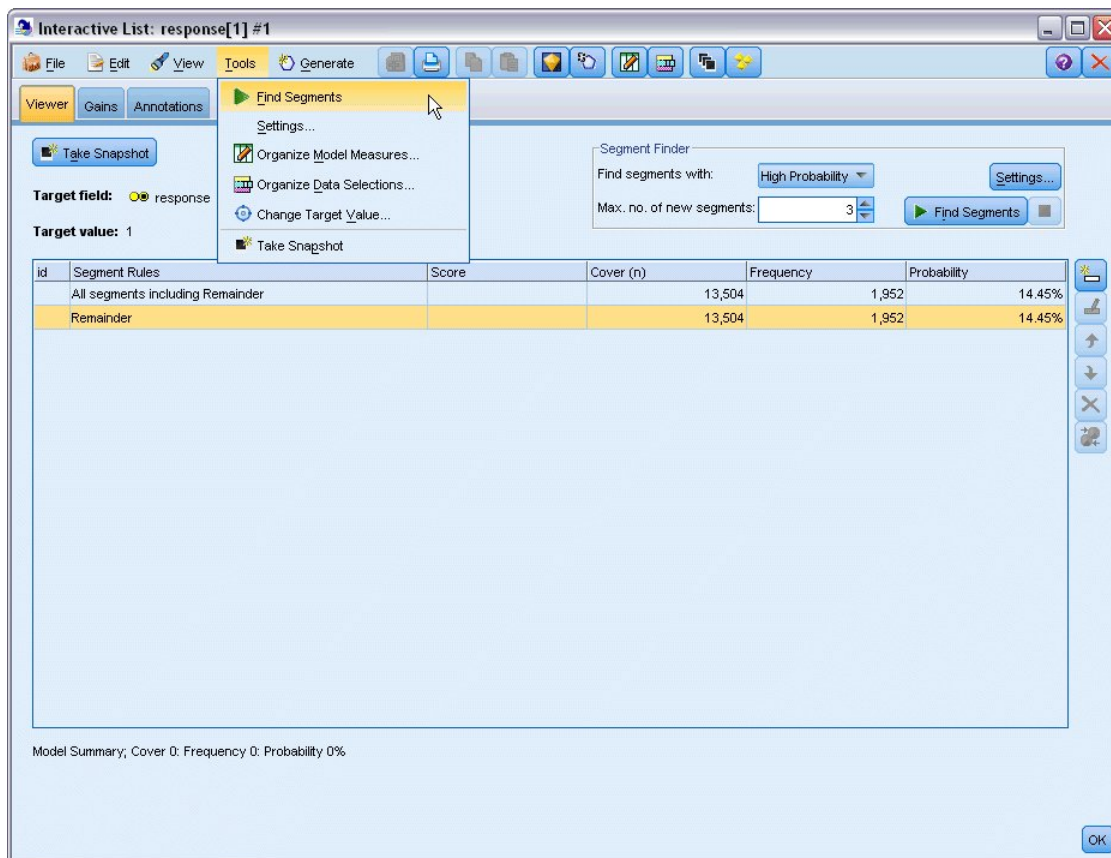 Interactive List: response[1] #1
File Edit View Tools Generate
Viewer Gains Annotations
Find Segments
Settings...
Organize Model Measures...
Organize Data Selections...
Change Target Value...
Take Snapshot
Take Snapshot
Target field: response
Target value: 1
Segment Finder
Find segments with: High Probability Settings...
Max. no. of new segments: 3 Find Segments
id Segment Rules Score Cover (n) Frequency Probability
All segments including Remainder 13,504 1,952 14.45%
Remainder 13,504 1,952 14.45%
Model Summary; Cover 0: Frequency 0: Probability 0%
OK